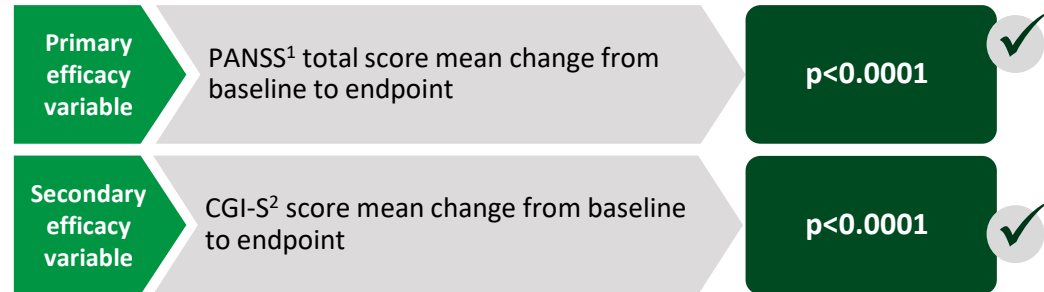 Primary
efficacy
variable
PANSS¹ total score mean change from
baseline to endpoint
p<0.0001
Secondary
efficacy
variable
CGI-S² score mean change from baseline
to endpoint
p<0.0001